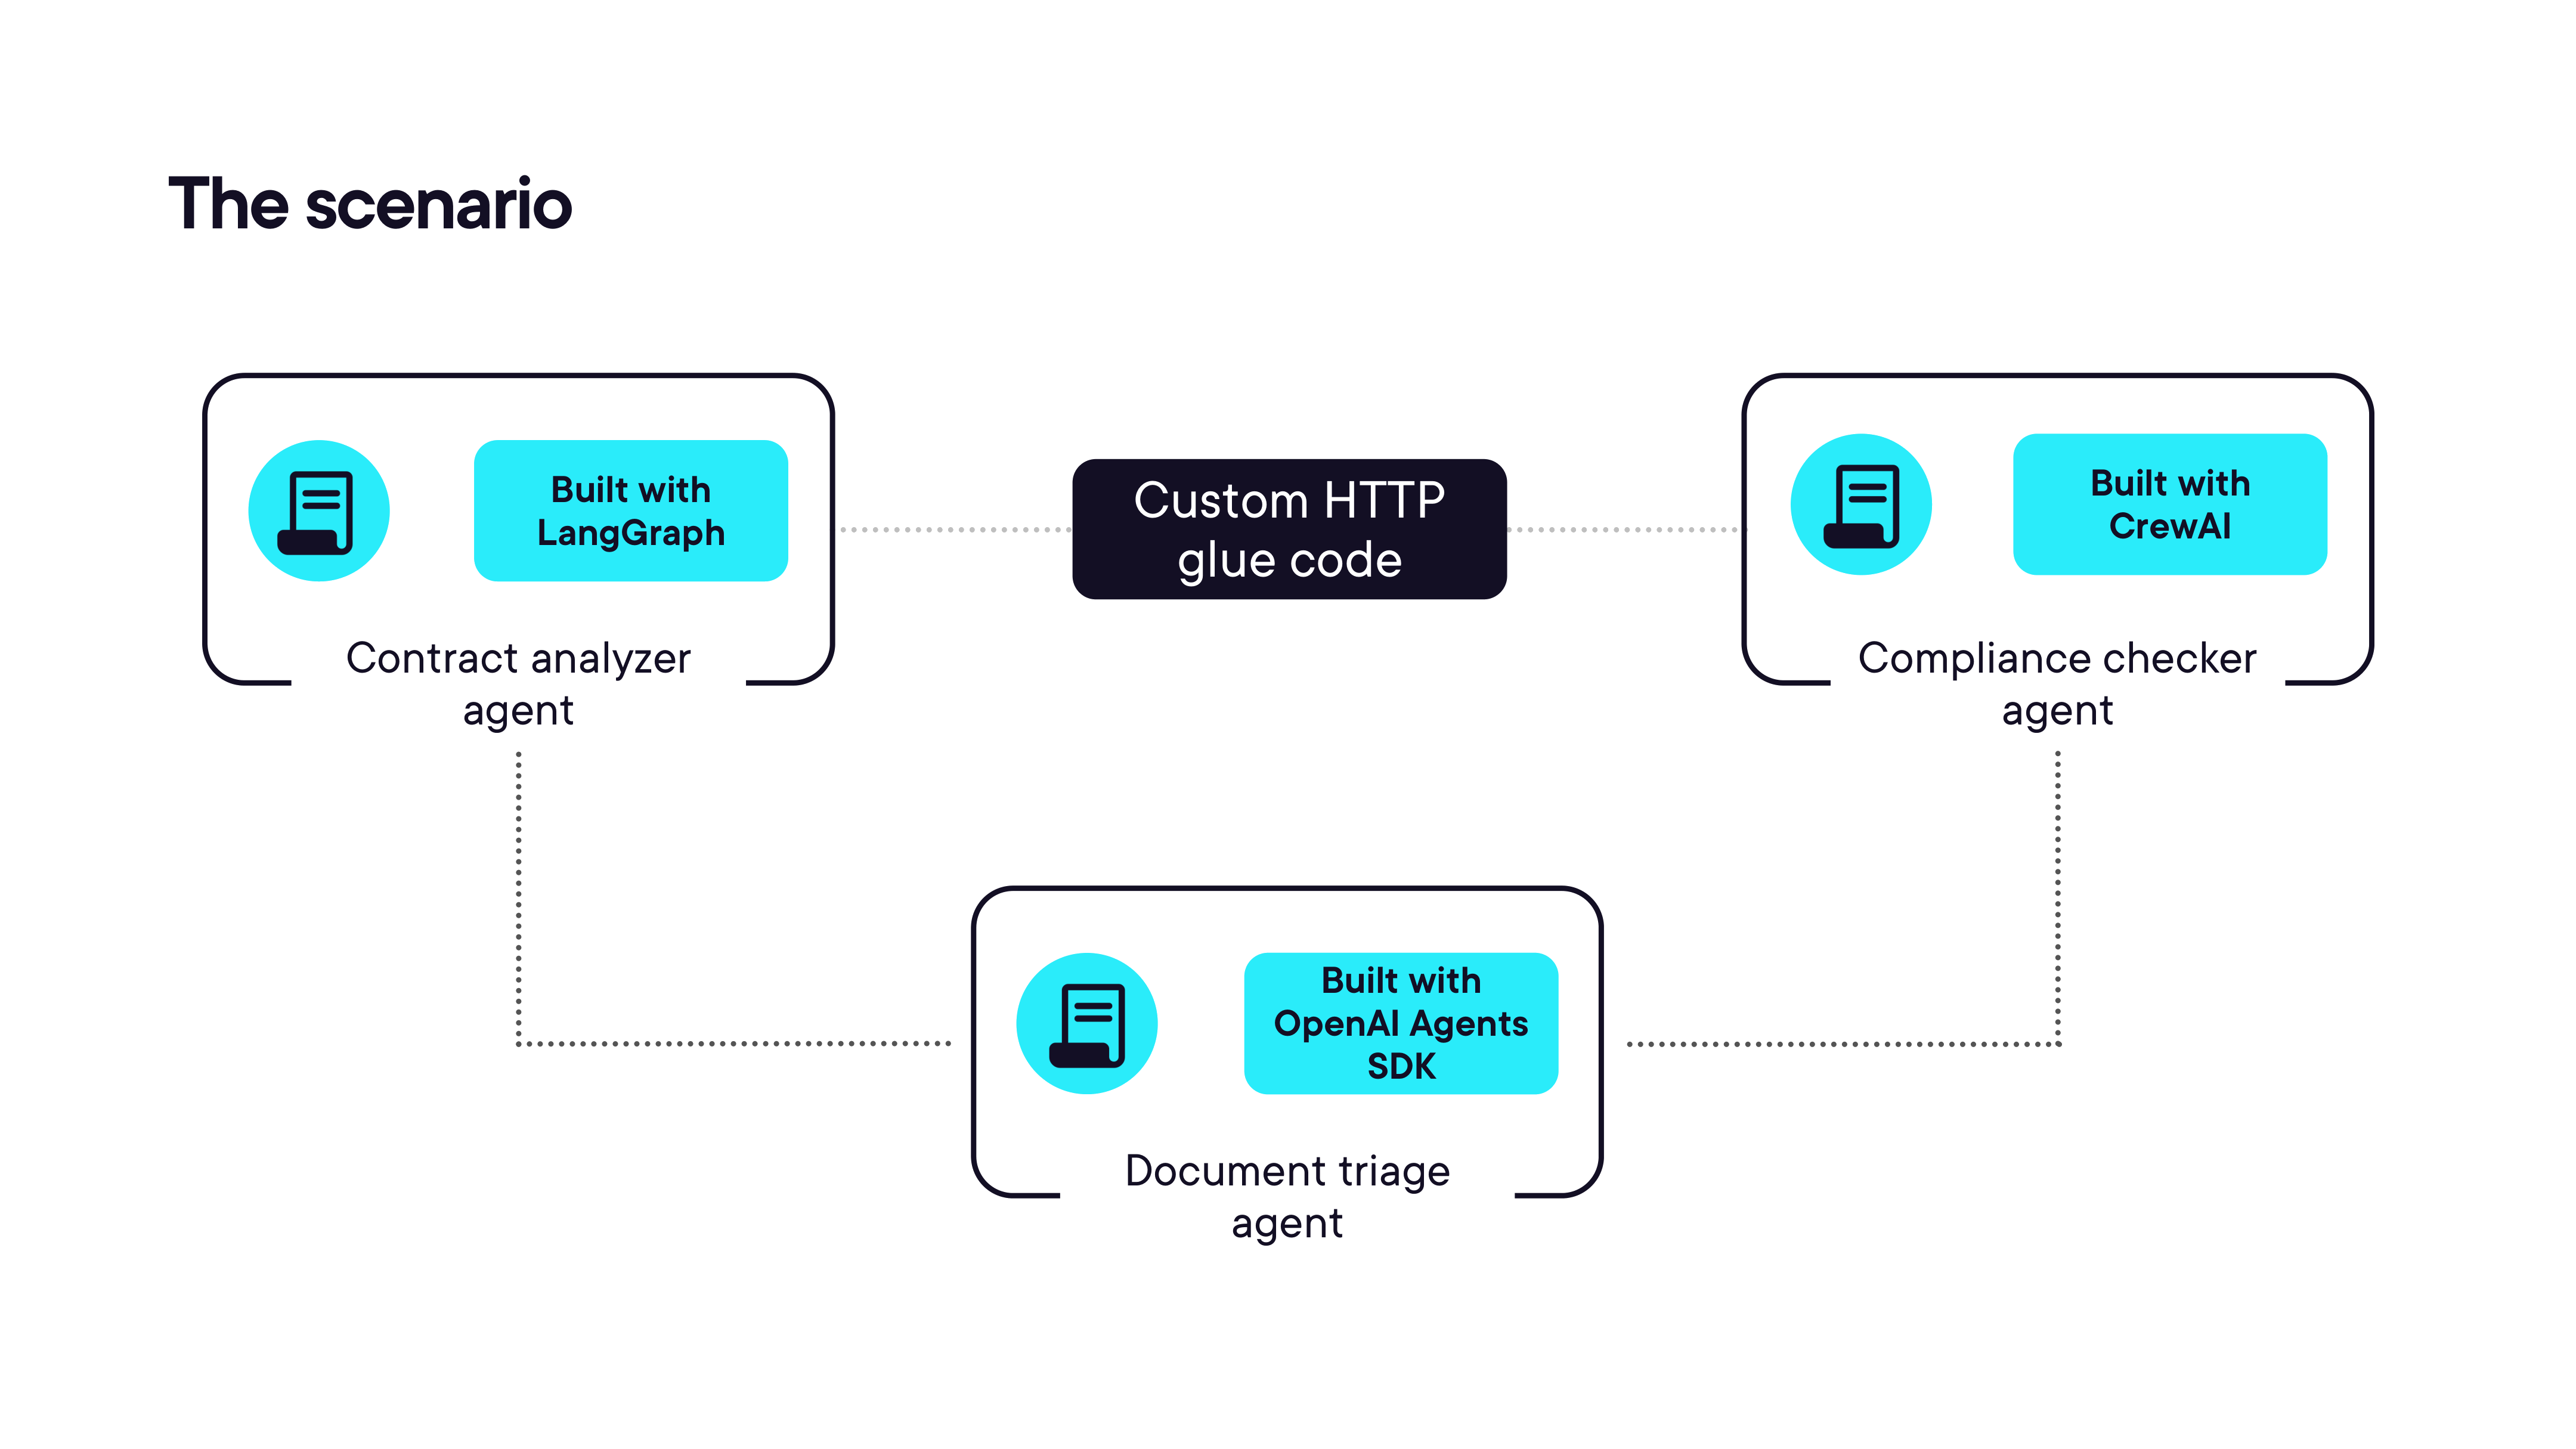 The scenario
Built with
LangGraph
Contract analyzer
agent
Custom HTTP
glue code
Built with
CrewAI
Compliance checker
agent
Built with
OpenAI Agents
SDK
Document triage
agent